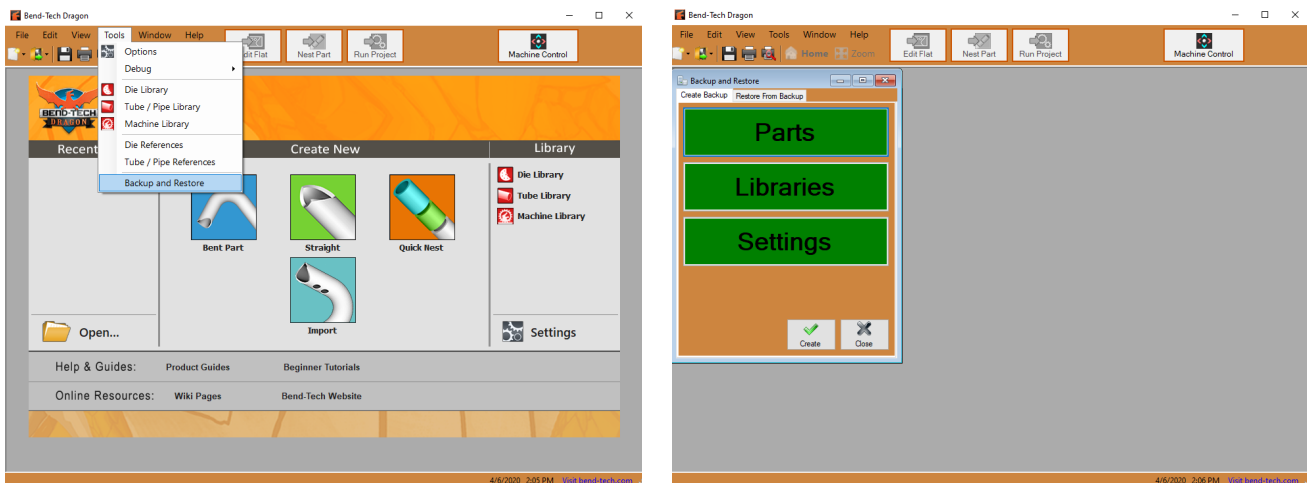 Bend-Tech Dragon
File Edit View Tools Window Help
Edit Flat
Nest Part
Run Project
Machine Control
Options
Debug
Die Library
Tube / Pipe Library
Machine Library
Die References
Tube / Pipe References
Backup and Restore
BEND-TECH
DRAGON
Recent
Create New
Library
Bent Part
Straight
Quick Nest
Import
Die Library
Tube Library
Machine Library
Open...
Settings
Help & Guides: Product Guides Beginner Tutorials
Online Resources: Wiki Pages Bend-Tech Website
4/6/2020 2:05 PM Visit bend-tech.com
Bend-Tech Dragon
File Edit View Tools Window Help
Home Zoom
Edit Flat
Nest Part
Run Project
Machine Control
Backup and Restore
Create Backup Restore From Backup
Parts
Libraries
Settings
Create
Close
4/6/2020 2:06 PM Visit bend-tech.com